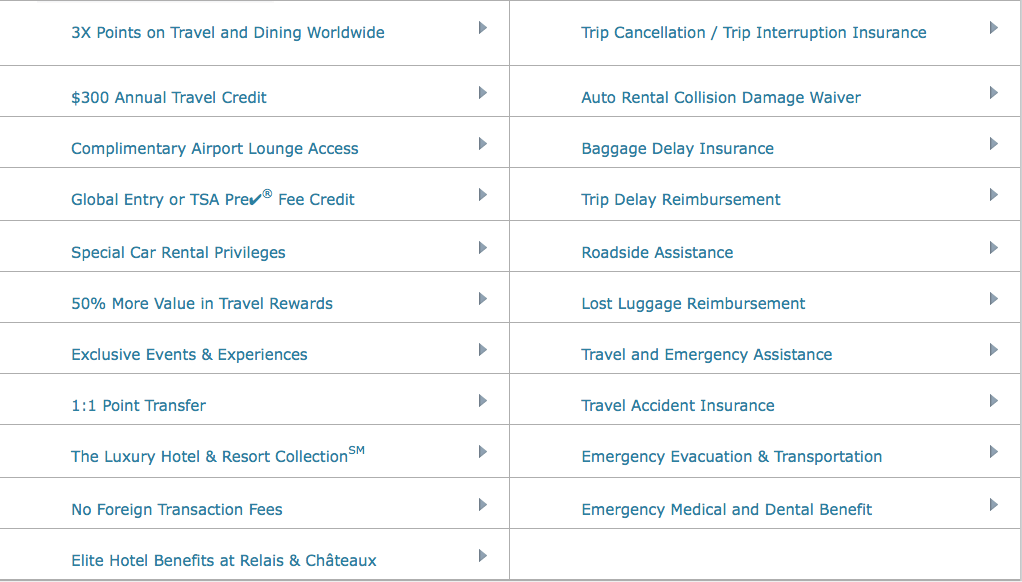 3X Points on Travel and Dining Worldwide
Trip Cancellation / Trip Interruption Insurance
$300 Annual Travel Credit
Auto Rental Collision Damage Waiver
Complimentary Airport Lounge Access
Baggage Delay Insurance
Global Entry or TSA Pre✔® Fee Credit
Trip Delay Reimbursement
Special Car Rental Privileges
Roadside Assistance
50% More Value in Travel Rewards
Lost Luggage Reimbursement
Exclusive Events & Experiences
Travel and Emergency Assistance
1:1 Point Transfer
Travel Accident Insurance
The Luxury Hotel & Resort Collection℠
Emergency Evacuation & Transportation
No Foreign Transaction Fees
Emergency Medical and Dental Benefit
Elite Hotel Benefits at Relais & Châteaux